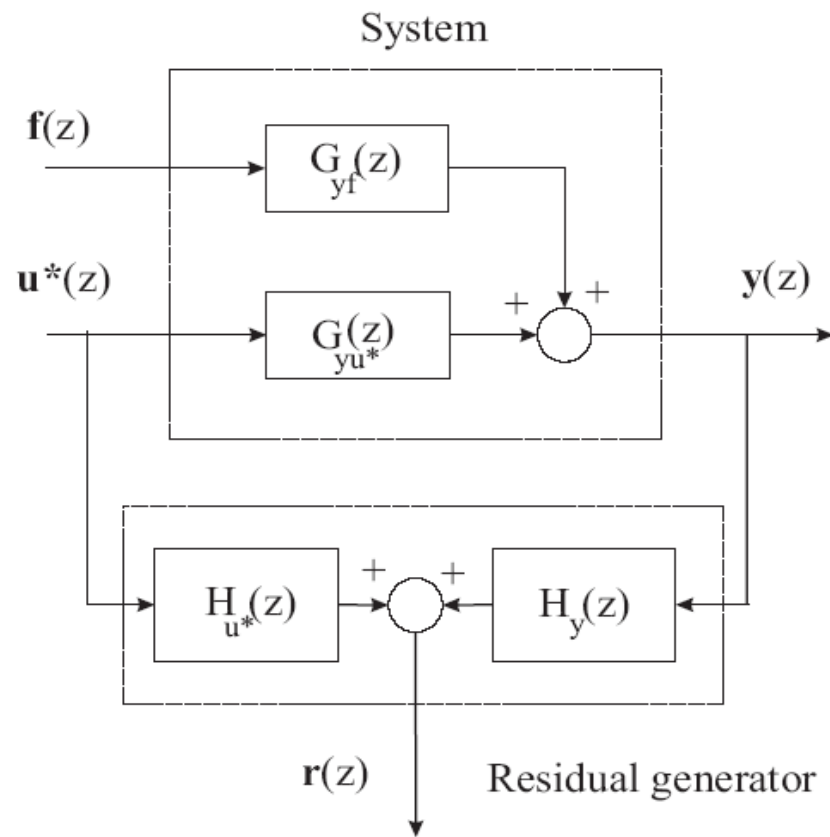 System
f(z)
G_yf(z)
u*(z)
G_yu*(z)
+ +
y(z)
H_u*(z)
+ +
H_y(z)
r(z)
Residual generator